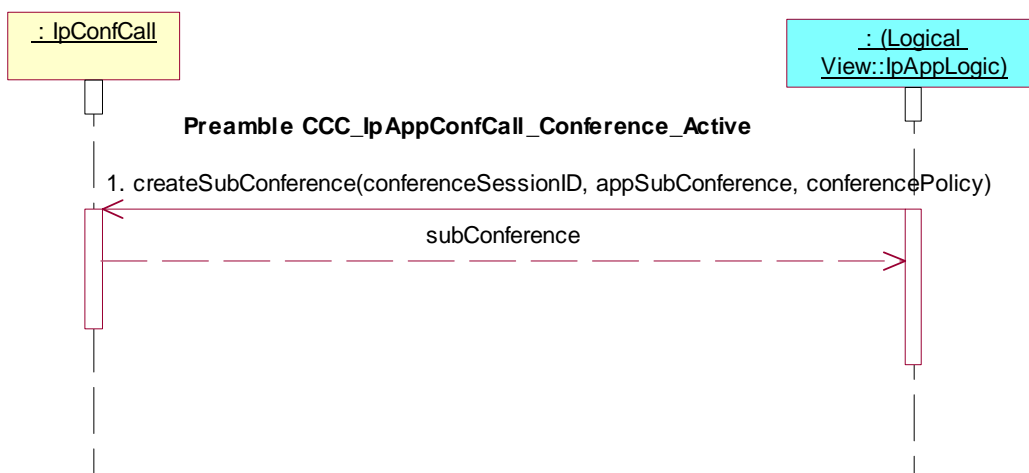 : IpConfCall
: (Logical
View::IpAppLogic)
Preamble CCC_IpAppConfCall_Conference_Active
1. createSubConference(conferenceSessionID, appSubConference, conferencePolicy)
subConference